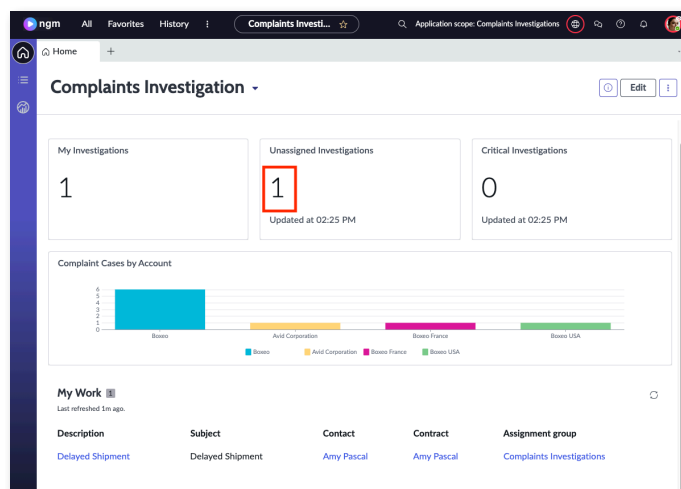 ngm All Favorites History Complaints Investi... Application scope: Complaints Investigations
Home
Complaints Investigation
Edit
My Investigations
1
Unassigned Investigations
1
Updated at 02:25 PM
Critical Investigations
0
Updated at 02:25 PM
Complaint Cases by Account
6
5
4
3
2
1
0
Boxeo Avid Corporation Boxeo France Boxeo USA
Boxeo Avid Corporation Boxeo France Boxeo USA
My Work 1
Last refreshed 1m ago.
Description Subject Contact Contract Assignment group
Delayed Shipment Delayed Shipment Amy Pascal Amy Pascal Complaints Investigations